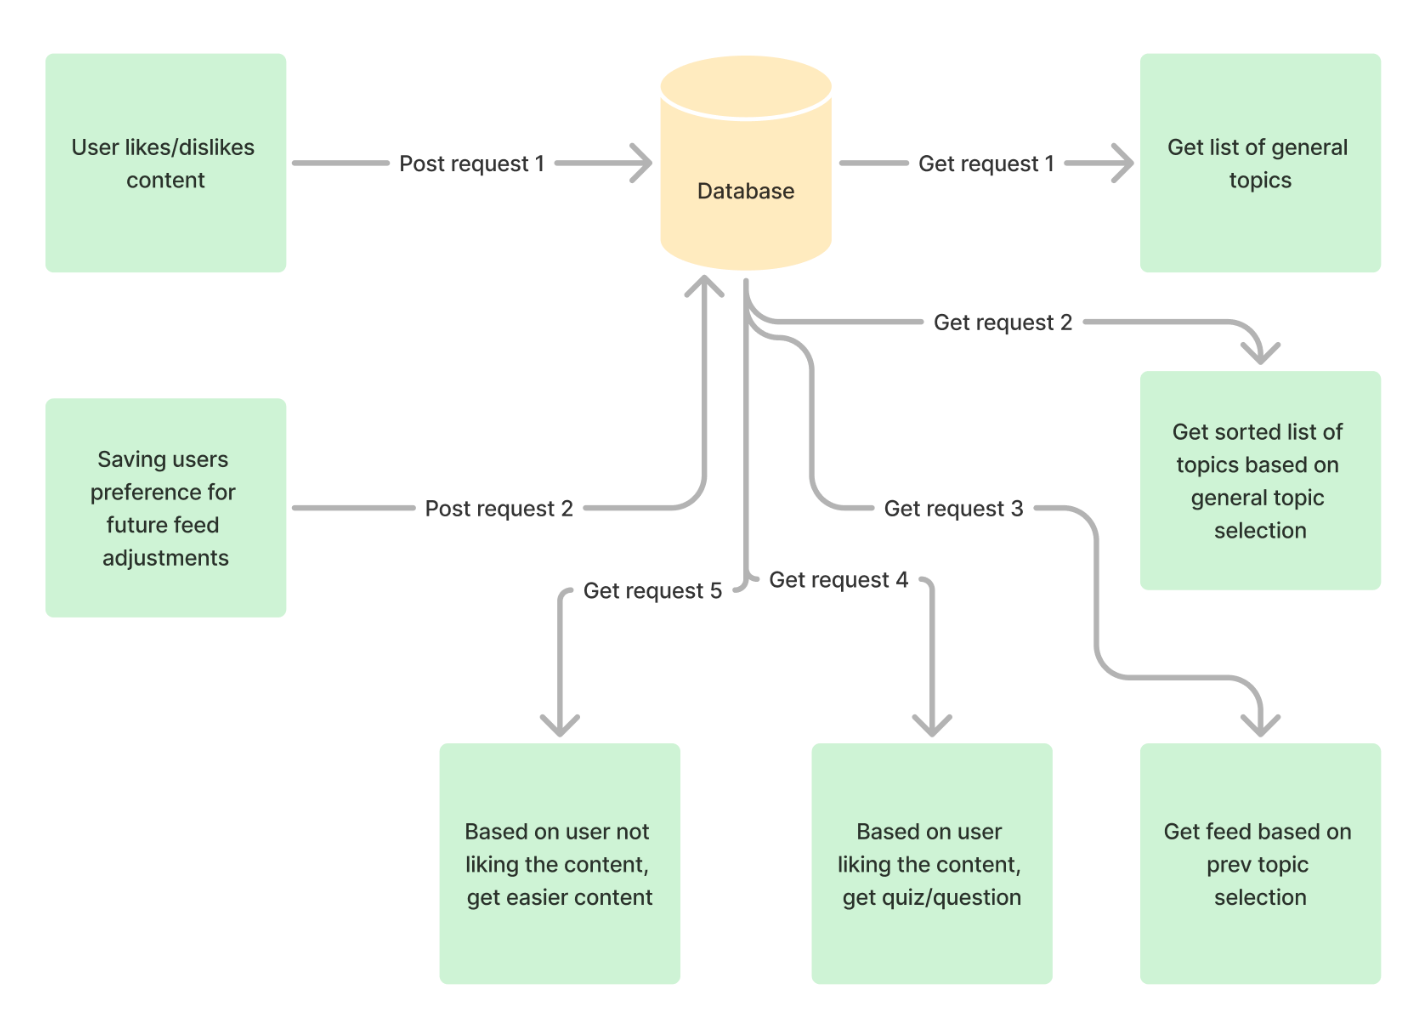 User likes/dislikes
content
Post request 1
Database
Get request 1
Get list of general
topics
Get request 2
Get sorted list of
topics based on
general topic
selection
Saving users
preference for
future feed
adjustments
Post request 2
Get request 3
Get request 5
Get request 4
Based on user not
liking the content,
get easier content
Based on user
liking the content,
get quiz/question
Get feed based on
prev topic
selection